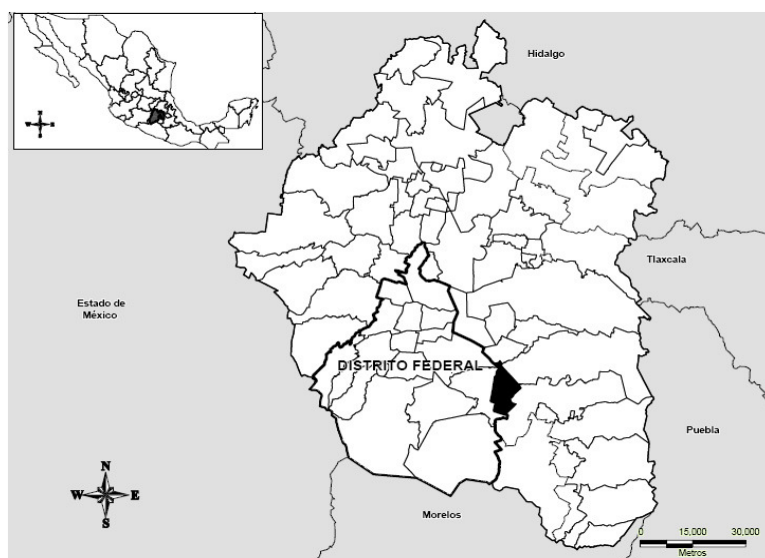 Hidalgo
Tlaxcala
Estado de
México
DISTRITO FEDERAL
Puebla
N
W E
S
Morelos
0 15,000 30,000
Metros